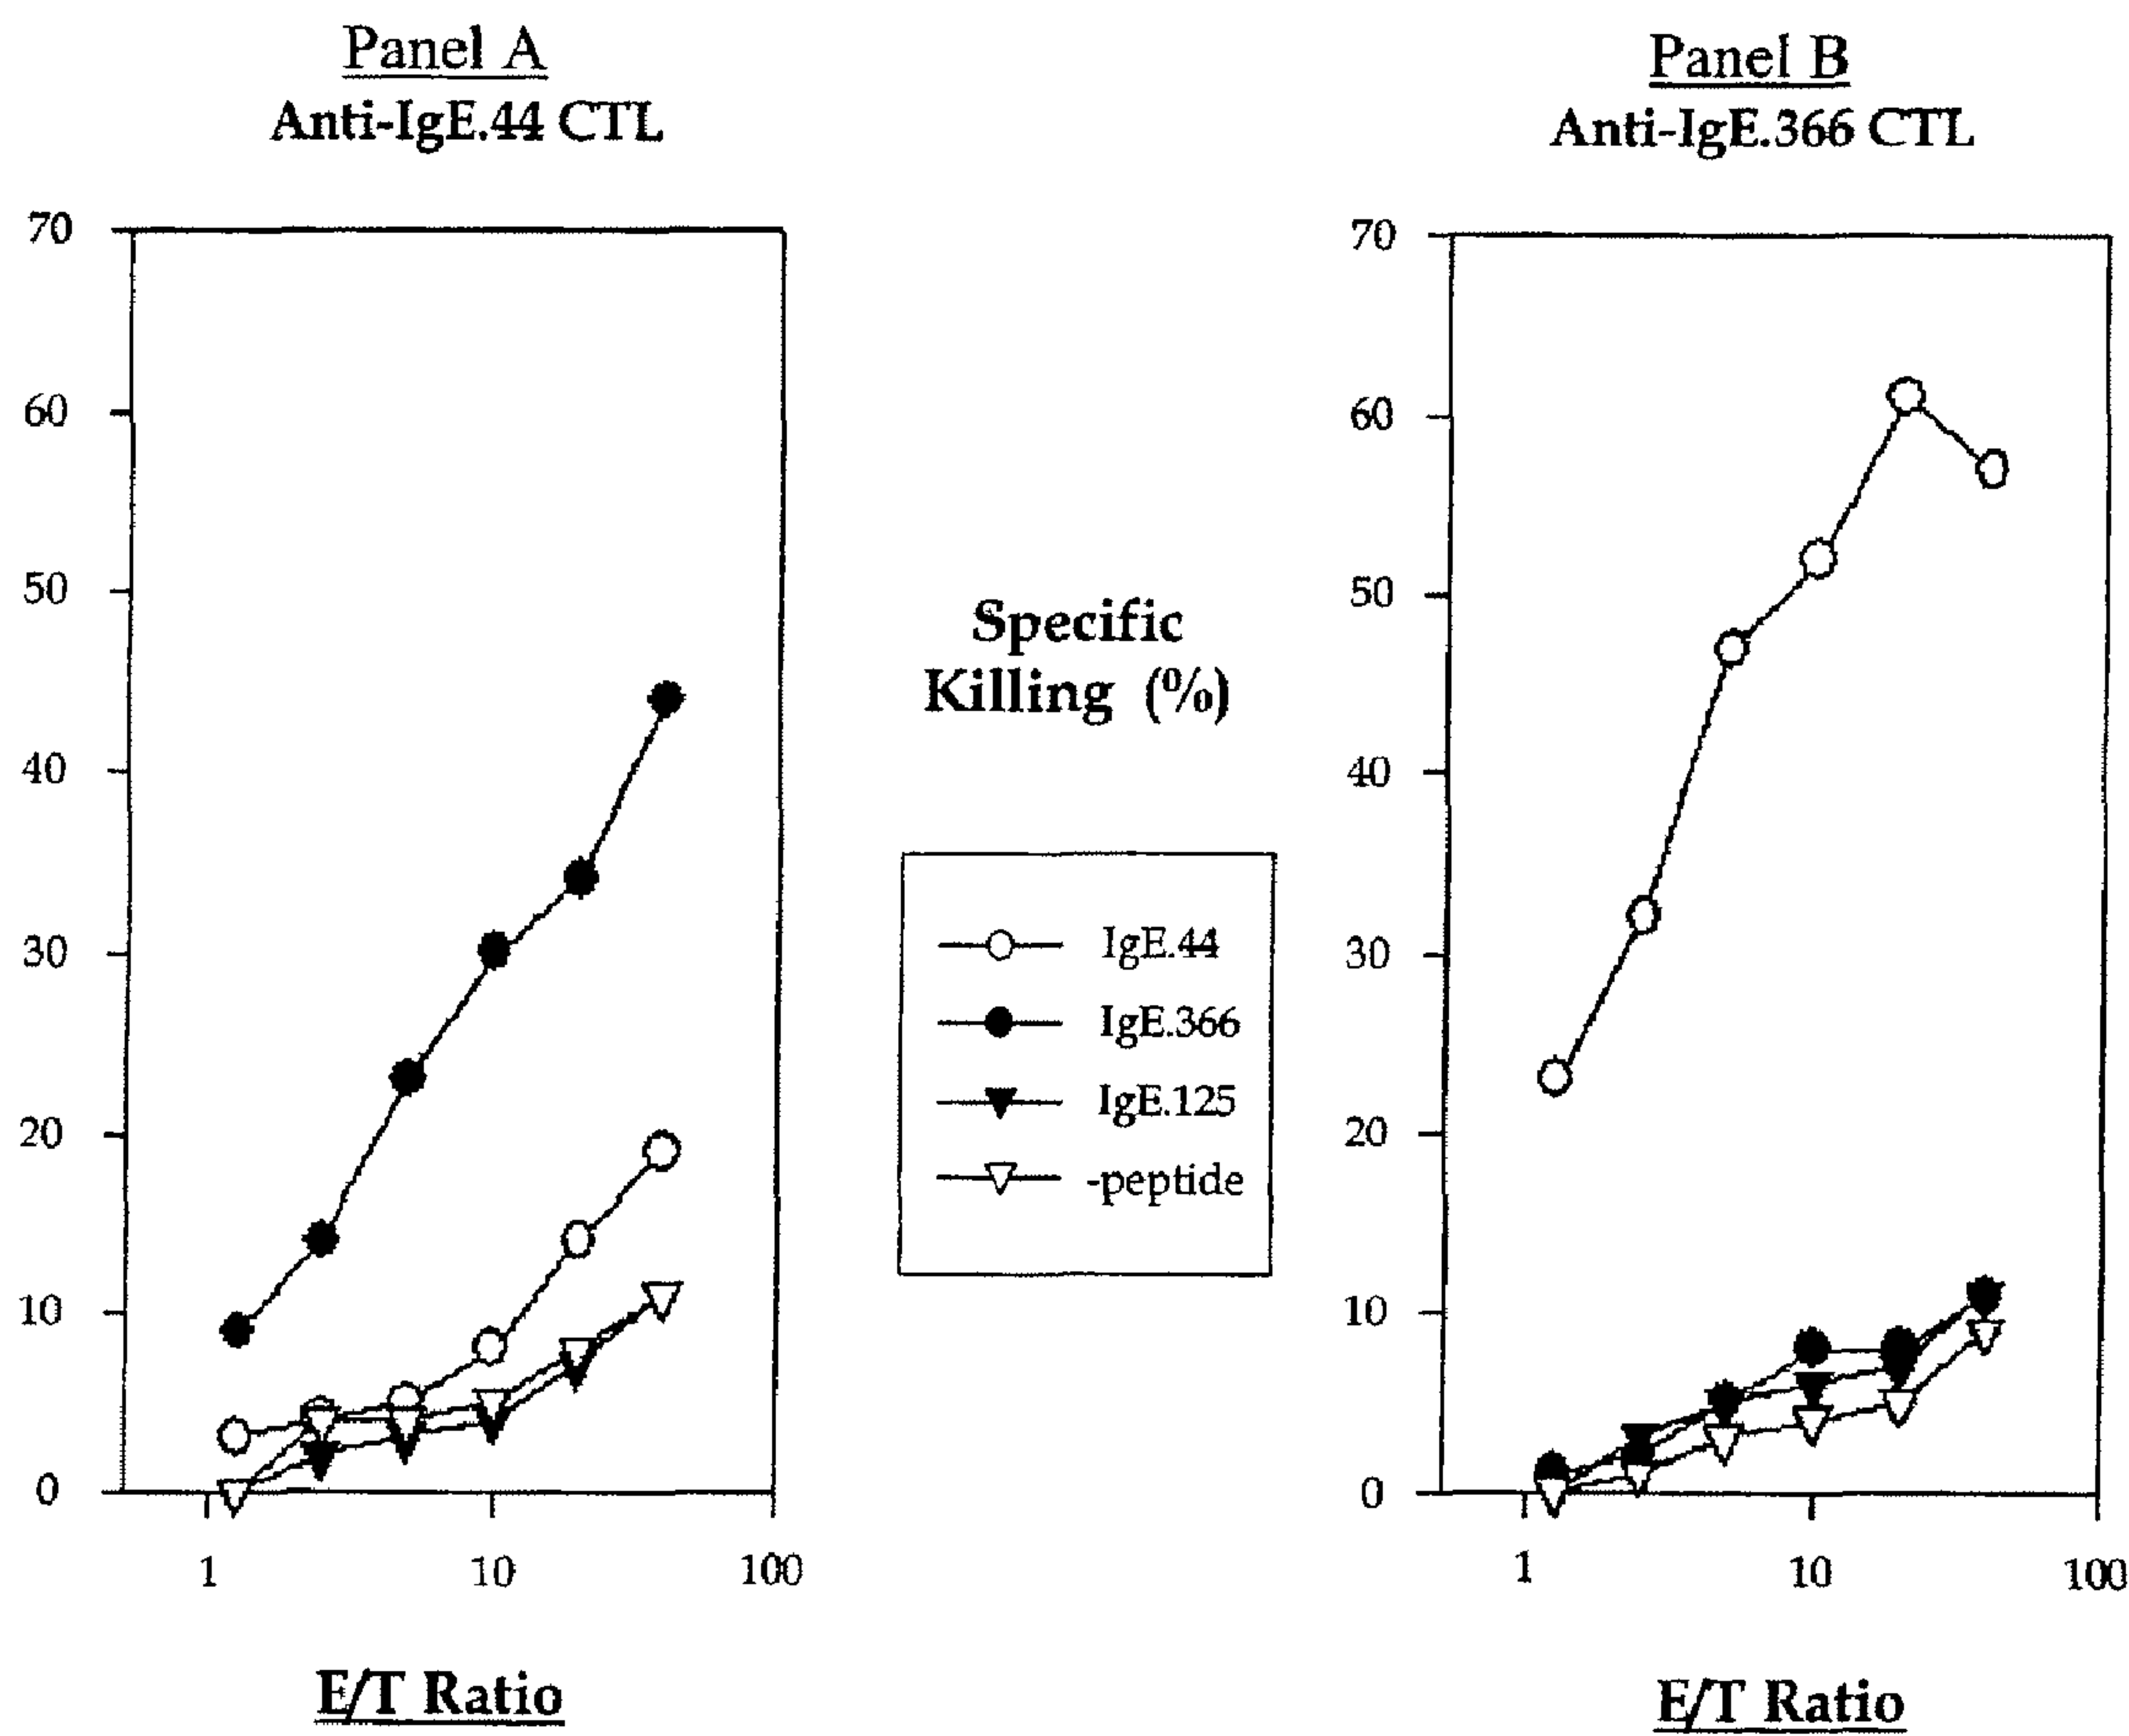 Panel A
Anti-IgE.44 CTL
70
60
50
40
30
20
10
0
1 10 100
E/T Ratio
Specific
Killing (%)
IgE.44
IgE.366
IgE.125
-peptide
Panel B
Anti-IgE.366 CTL
70
60
50
40
30
20
10
0
1 10 100
E/T Ratio